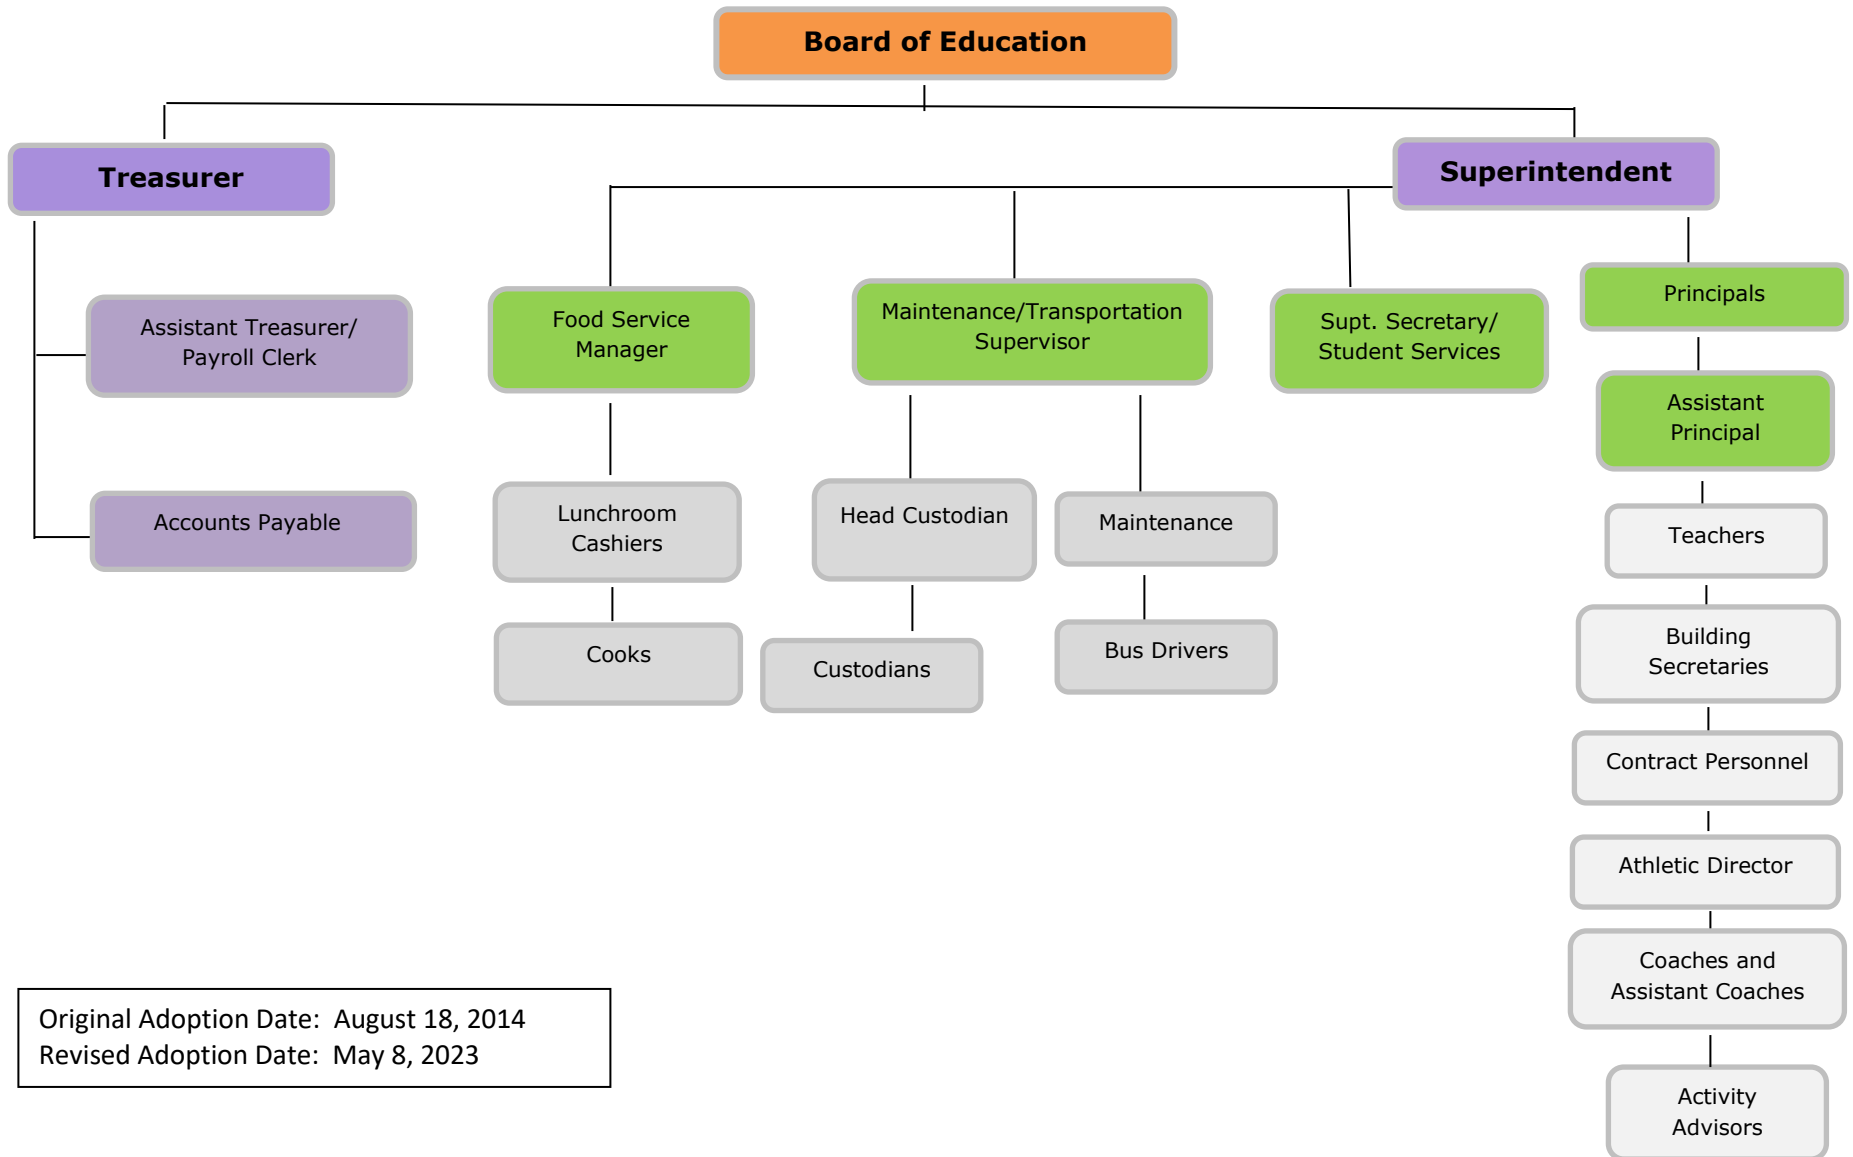 Board of Education
Treasurer
Superintendent
Assistant Treasurer/
Payroll Clerk
Accounts Payable
Food Service
Manager
Lunchroom
Cashiers
Cooks
Maintenance/Transportation
Supervisor
Head Custodian
Custodians
Maintenance
Bus Drivers
Supt. Secretary/
Student Services
Principals
Assistant
Principal
Teachers
Building
Secretaries
Contract Personnel
Athletic Director
Coaches and
Assistant Coaches
Activity
Advisors
Original Adoption Date:  August 18, 2014
Revised Adoption Date:  May 8, 2023